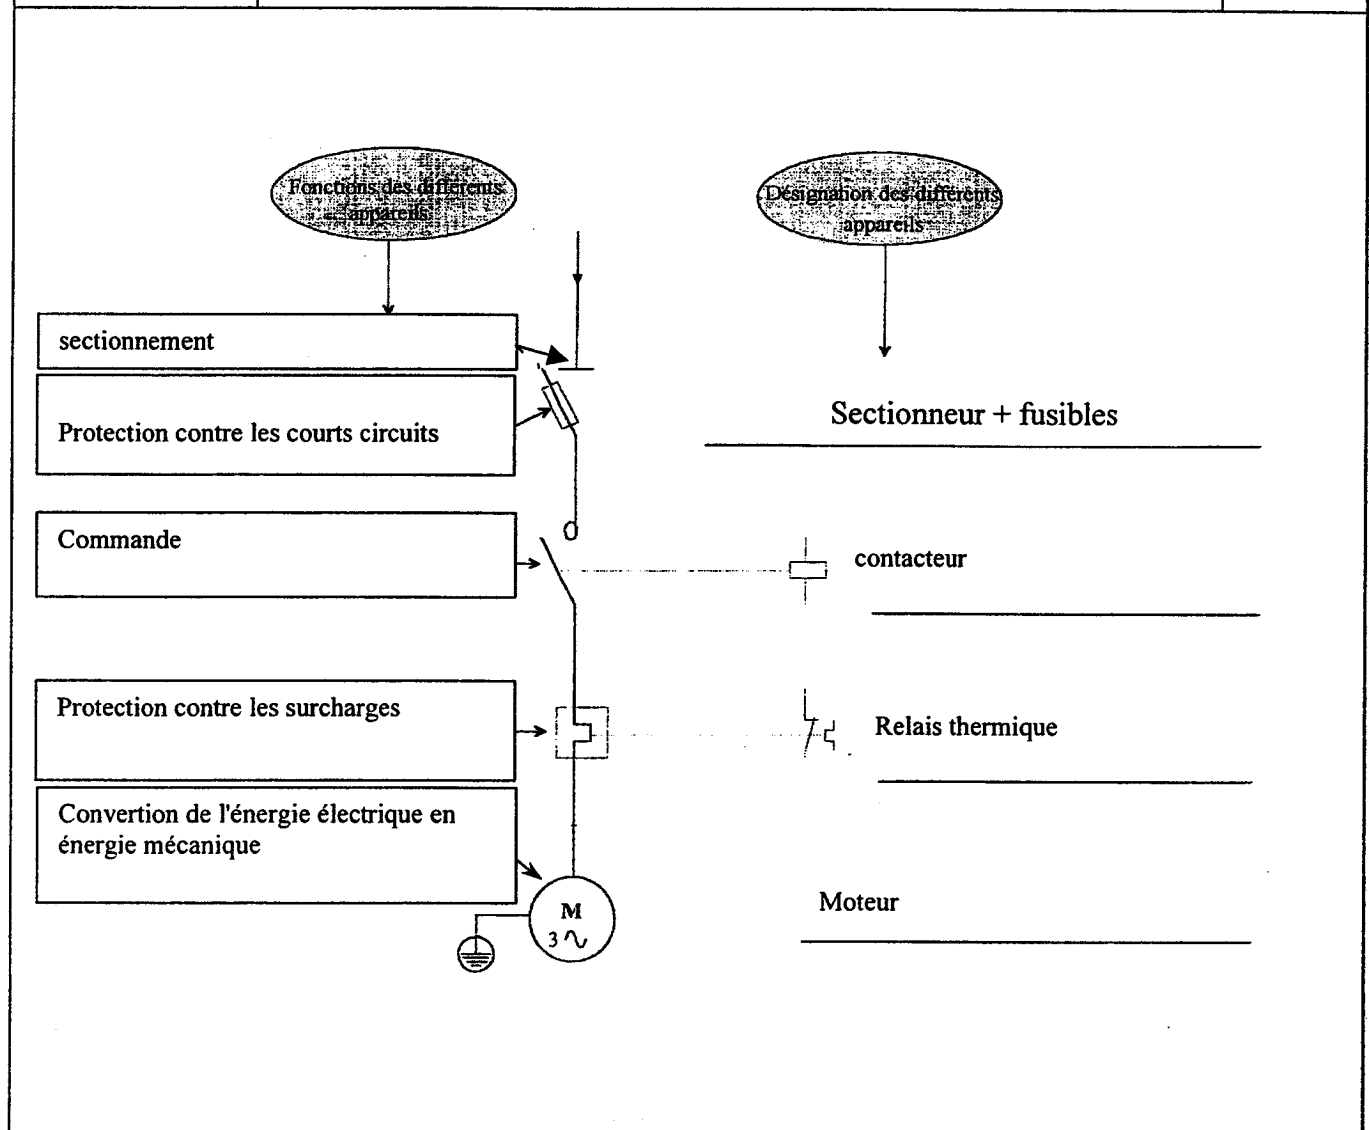 Fonctions des différents
appareils
Désignation des différents
appareils
sectionnement
Protection contre les courts circuits
Sectionneur + fusibles
Commande
contacteur
Protection contre les surcharges
Relais thermique
Convertion de l'énergie électrique en
énergie mécanique
M
3
Moteur